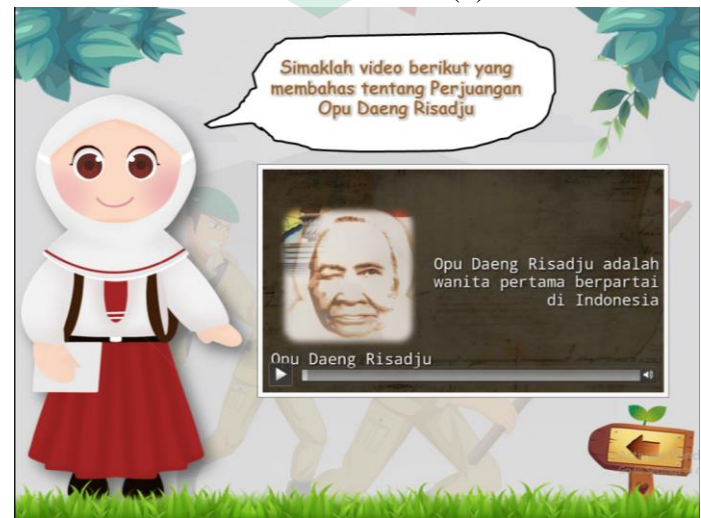 Simaklah video berikut yang
membahas tentang Perjuangan
Opu Daeng Risadju
Opu Daeng Risadju adalah
wanita pertama berpartai
di Indonesia
Opu Daeng Risadju